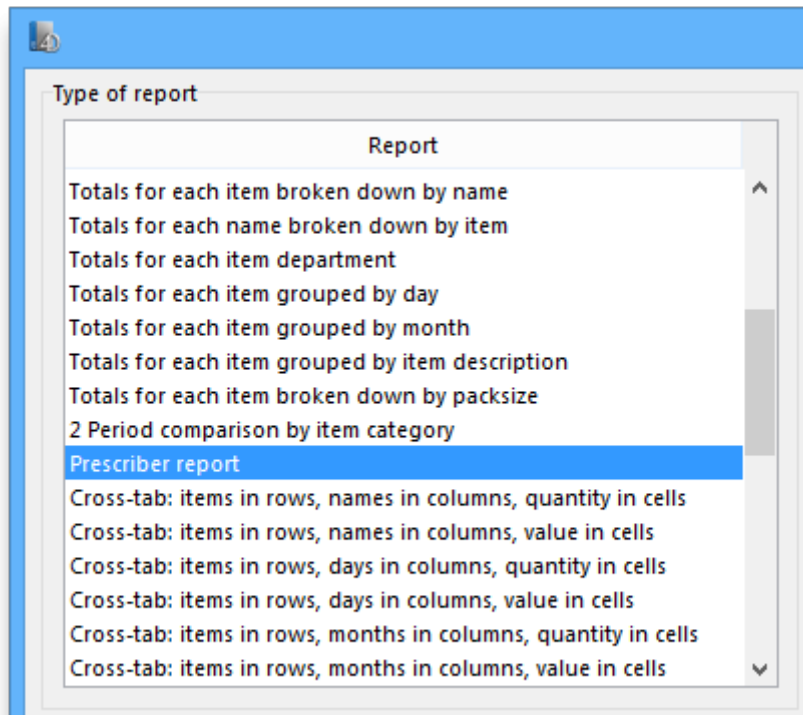 Type of report
Report
Totals for each item broken down by name
Totals for each name broken down by item
Totals for each item department
Totals for each item grouped by day
Totals for each item grouped by month
Totals for each item grouped by item description
Totals for each item broken down by packsize
2 Period comparison by item category
Prescriber report
Cross-tab: items in rows, names in columns, quantity in cells
Cross-tab: items in rows, names in columns, value in cells
Cross-tab: items in rows, days in columns, quantity in cells
Cross-tab: items in rows, days in columns, value in cells
Cross-tab: items in rows, months in columns, quantity in cells
Cross-tab: items in rows, months in columns, value in cells